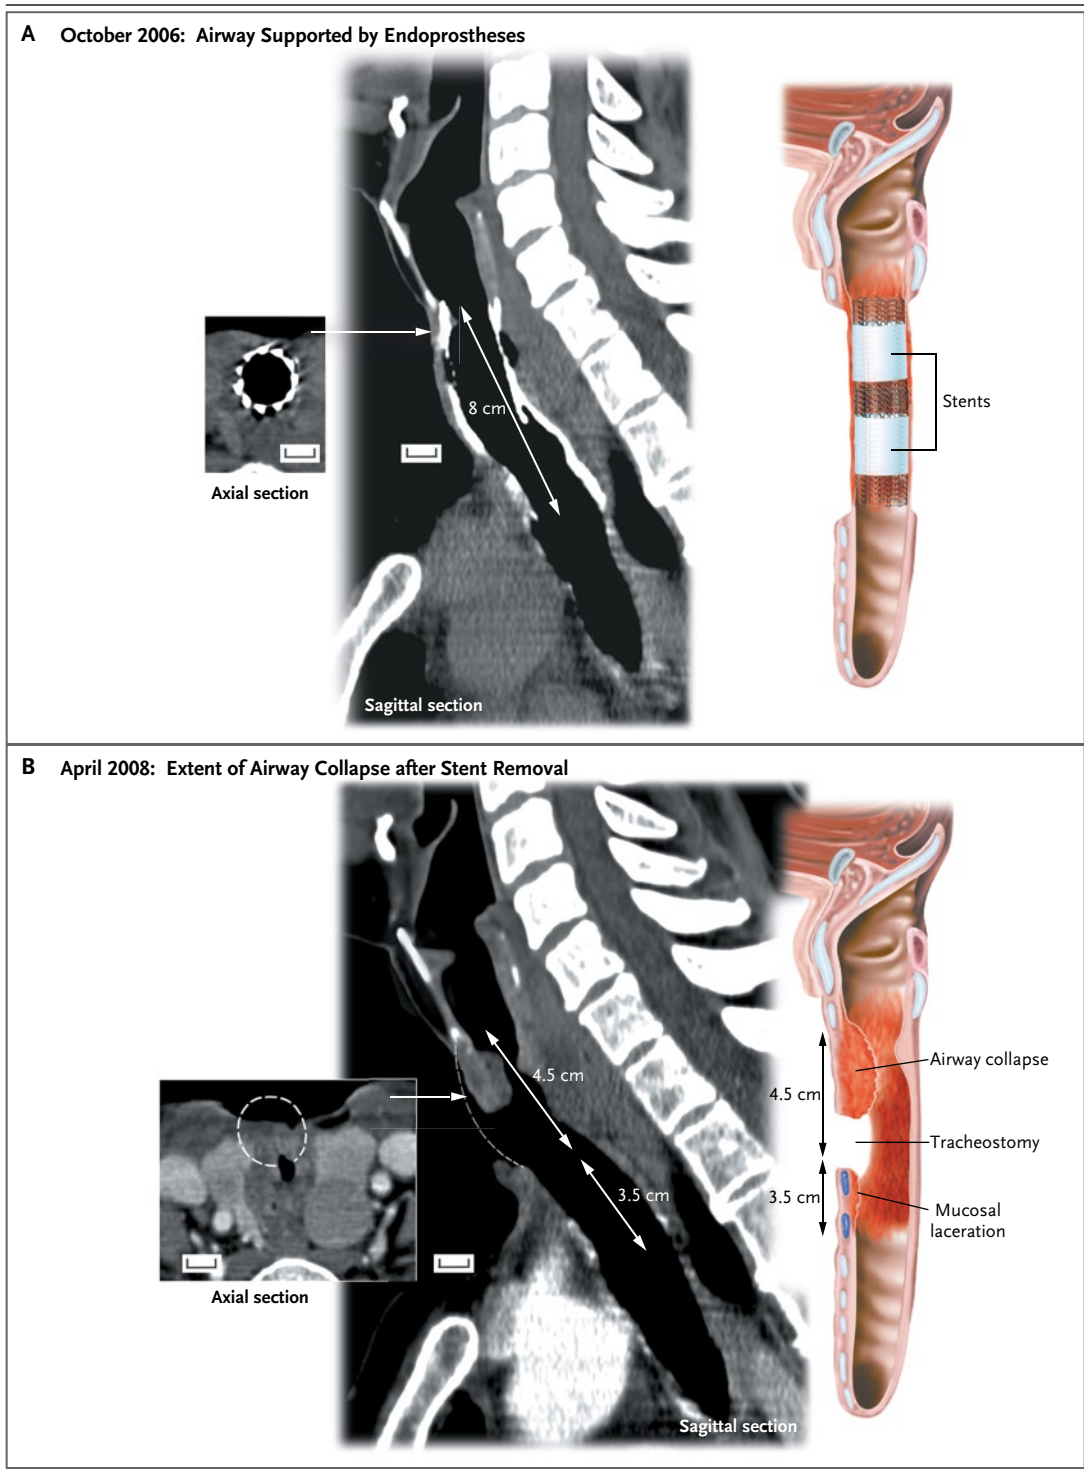 A October 2006: Airway Supported by Endoprostheses
8 cm
Stents
Axial section
Sagittal section
B April 2008: Extent of Airway Collapse after Stent Removal
4.5 cm
3.5 cm
Airway collapse
4.5 cm
Tracheostomy
3.5 cm
Mucosal
laceration
Axial section
Sagittal section